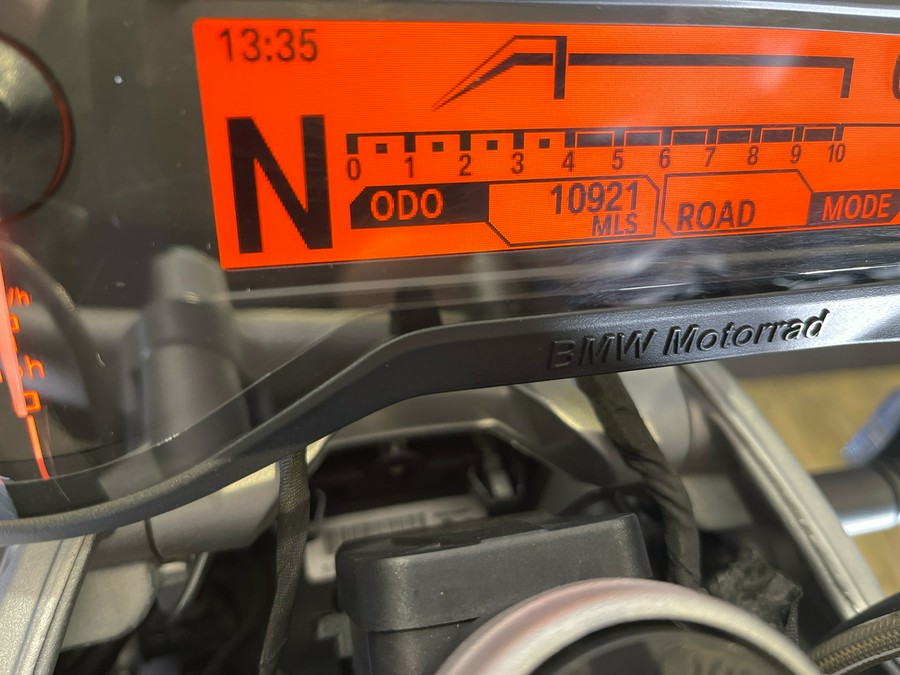 13:35
N
0 1 2 3 4 5 6 7 8 9 10
ODO 10921 ROAD MODE
MLS
BMW Motorrad